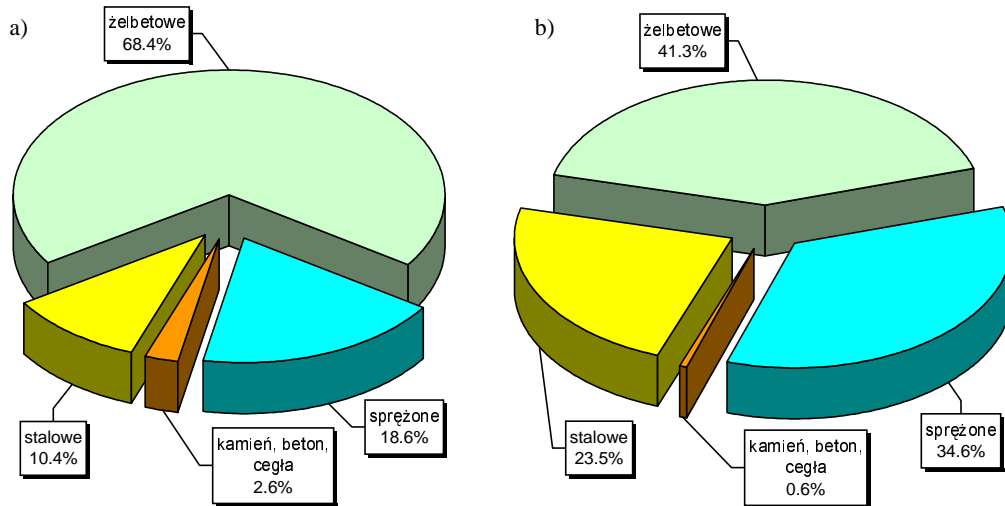 a)
żelbetowe
68.4%
stalowe
10.4%
kamień, beton,
cegła
2.6%
sprężone
18.6%
b)
żelbetowe
41.3%
stalowe
23.5%
kamień, beton,
cegła
0.6%
sprężone
34.6%